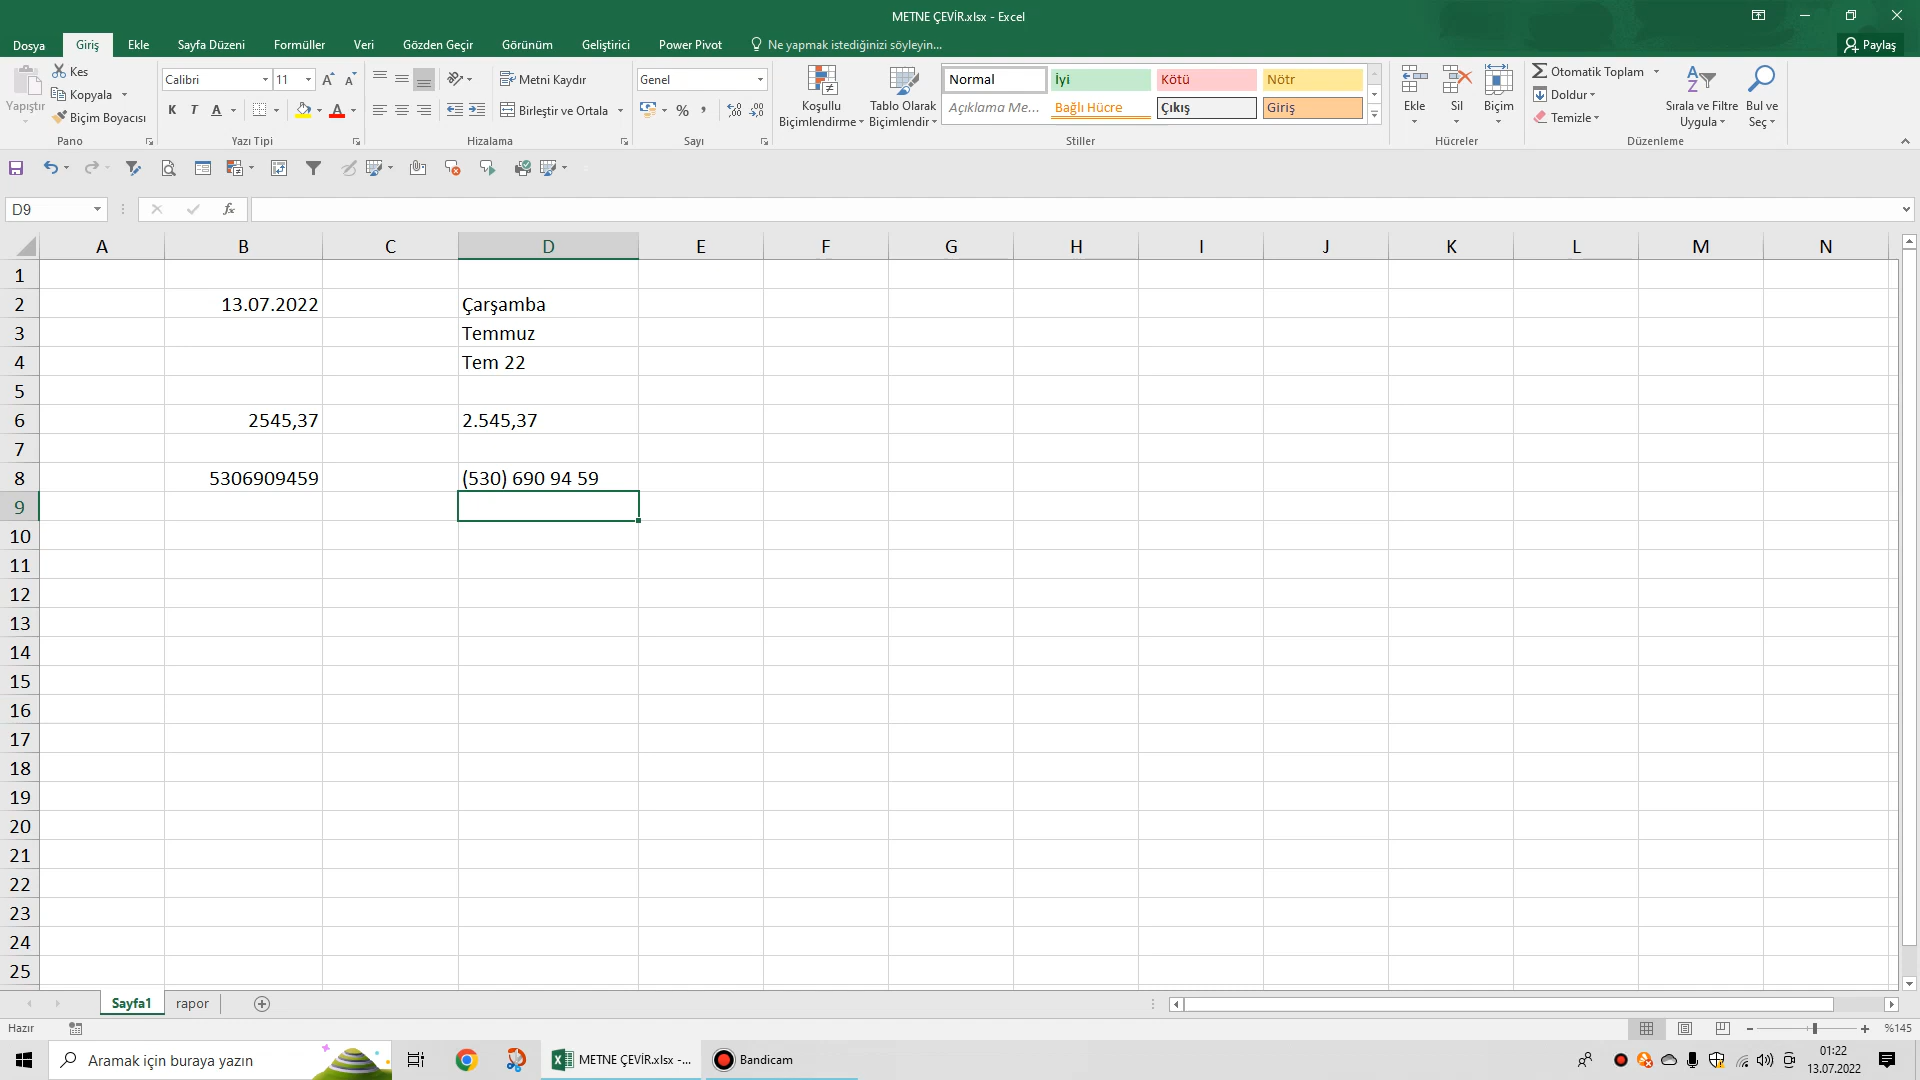 METNE ÇEVİR.xlsx - Excel
Dosya Giriş Ekle Sayfa Düzeni Formüller Veri Gözden Geçir Görünüm Geliştirici Power Pivot Ne yapmak istediğinizi söyleyin... Paylaş
Yapıştır
Kes
Kopyala
Biçim Boyacısı
Pano
Calibri 11
K T A
Yazı Tipi
Metni Kaydır
Birleştir ve Ortala
Hizalama
Genel
%
Sayı
Koşullu Biçimlendirme
Tablo Olarak Biçimlendir
Normal İyi Kötü Nötr
Açıklama Me... Bağlı Hücre Çıkış Giriş
Stiller
Ekle Sil Biçim
Hücreler
Otomatik Toplam
Doldur
Temizle
Sırala ve Filtre Uygula
Bul ve Seç
Düzenleme
D9 fx
A B C D E F G H I J K L M N
1
2 13.07.2022 Çarşamba
3 Temmuz
4 Tem 22
5
6 2545,37 2.545,37
7
8 5306909459 (530) 690 94 59
9
10
11
12
13
14
15
16
17
18
19
20
21
22
23
24
25
Sayfa1 rapor
Hazır %145
Aramak için buraya yazın METNE ÇEVİR.xlsx -... Bandicam 01:22
13.07.2022